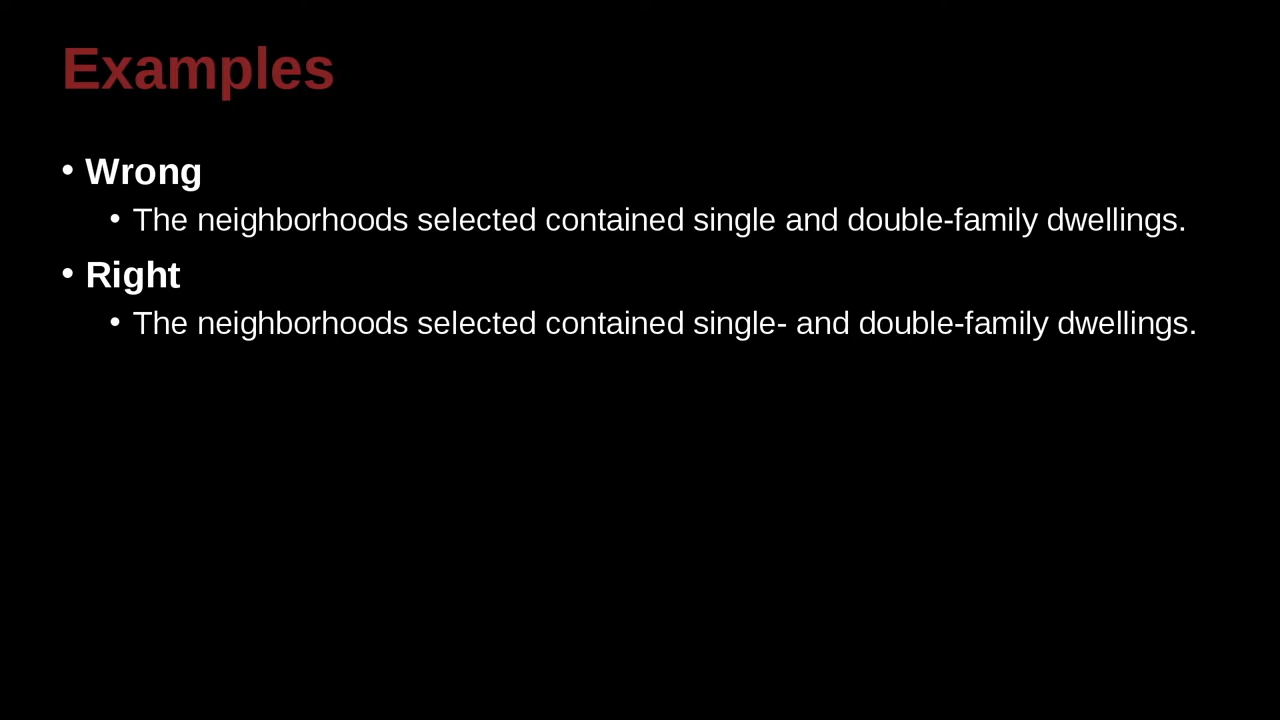 Examples
• Wrong
• The neighborhoods selected contained single and double-family dwellings.
• Right
• The neighborhoods selected contained single- and double-family dwellings.